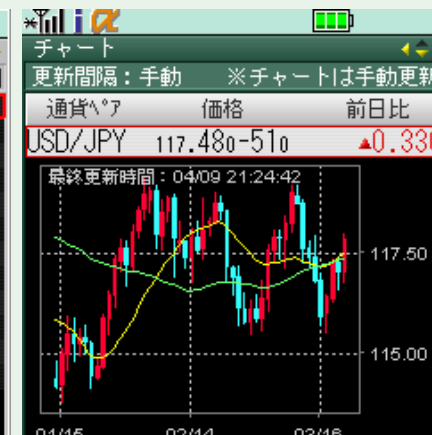 チャート
更新間隔：手動 ※チャートは手動更新
通貨ペア 価格 前日比
USD/JPY 117.480-510 ▲0.330
最終更新時間：04/09 21:24:42
117.50
115.00
01/15 02/14 03/16